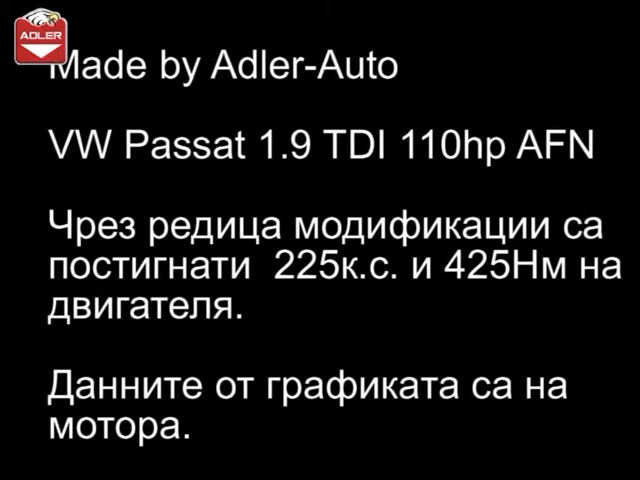 ADLER
Made by Adler-Auto
VW Passat 1.9 TDI 110hp AFN
Чрез редица модификации са
постигнати 225к.с. и 425Нм на
двигателя.
Данните от графиката са на
мотора.